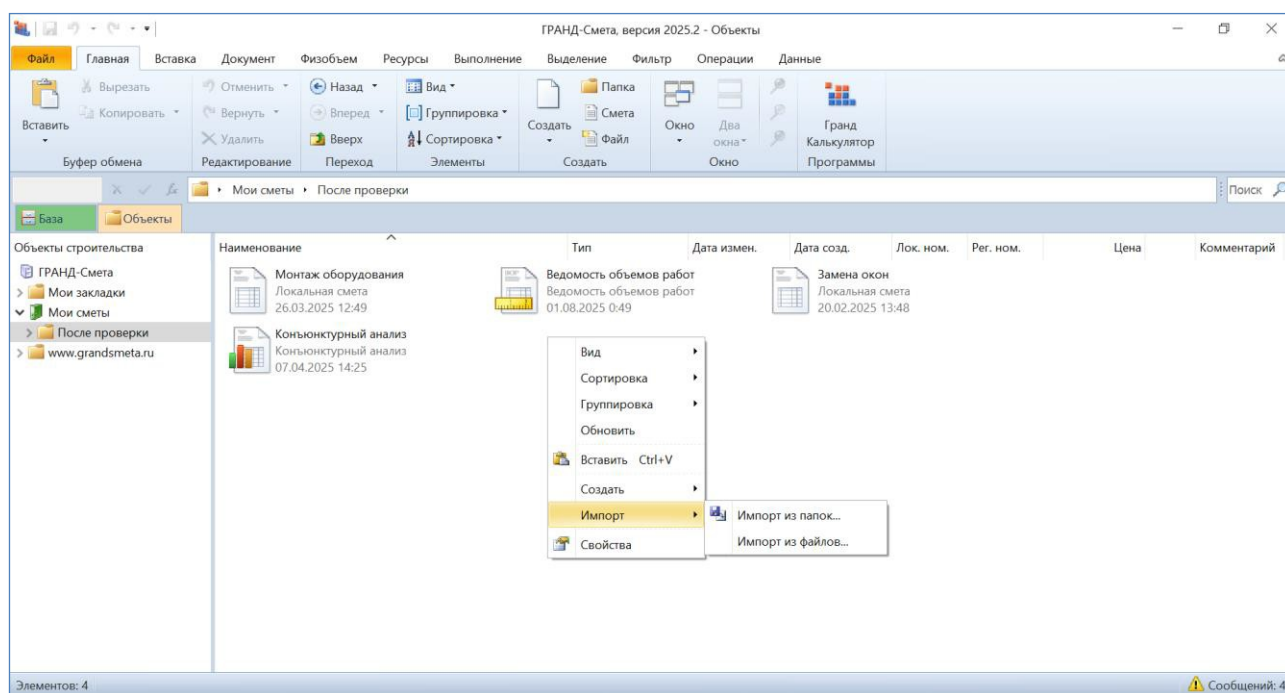 ГРАНД-Смета, версия 2025.2 - Объекты
Файл Главная Вставка Документ Физобъем Ресурсы Выполнение Выделение Фильтр Операции Данные
Вставить
Вырезать
Копировать
Буфер обмена
Отменить
Вернуть
Удалить
Редактирование
Назад
Вперед
Вверх
Переход
Вид
Группировка
Сортировка
Элементы
Создать
Папка
Смета
Файл
Создать
Окно
Два
окна
Окно
Гранд
Калькулятор
Программы
fx
Мои сметы После проверки
Поиск
База Объекты
Объекты строительства
ГРАНД-Смета
Мои закладки
Мои сметы
После проверки
www.grandsmeta.ru
Наименование Тип Дата измен. Дата созд. Лок. ном. Рег. ном. Цена Комментарий
Монтаж оборудования
Локальная смета
26.03.2025 12:49
Ведомость объемов работ
Ведомость объемов работ
01.08.2025 0:49
Замена окон
Локальная смета
20.02.2025 13:48
Конъюнктурный анализ
Конъюнктурный анализ
07.04.2025 14:25
Вид
Сортировка
Группировка
Обновить
Вставить Ctrl+V
Создать
Импорт
Свойства
Импорт из папок...
Импорт из файлов...
Элементов: 4
Сообщений: 4